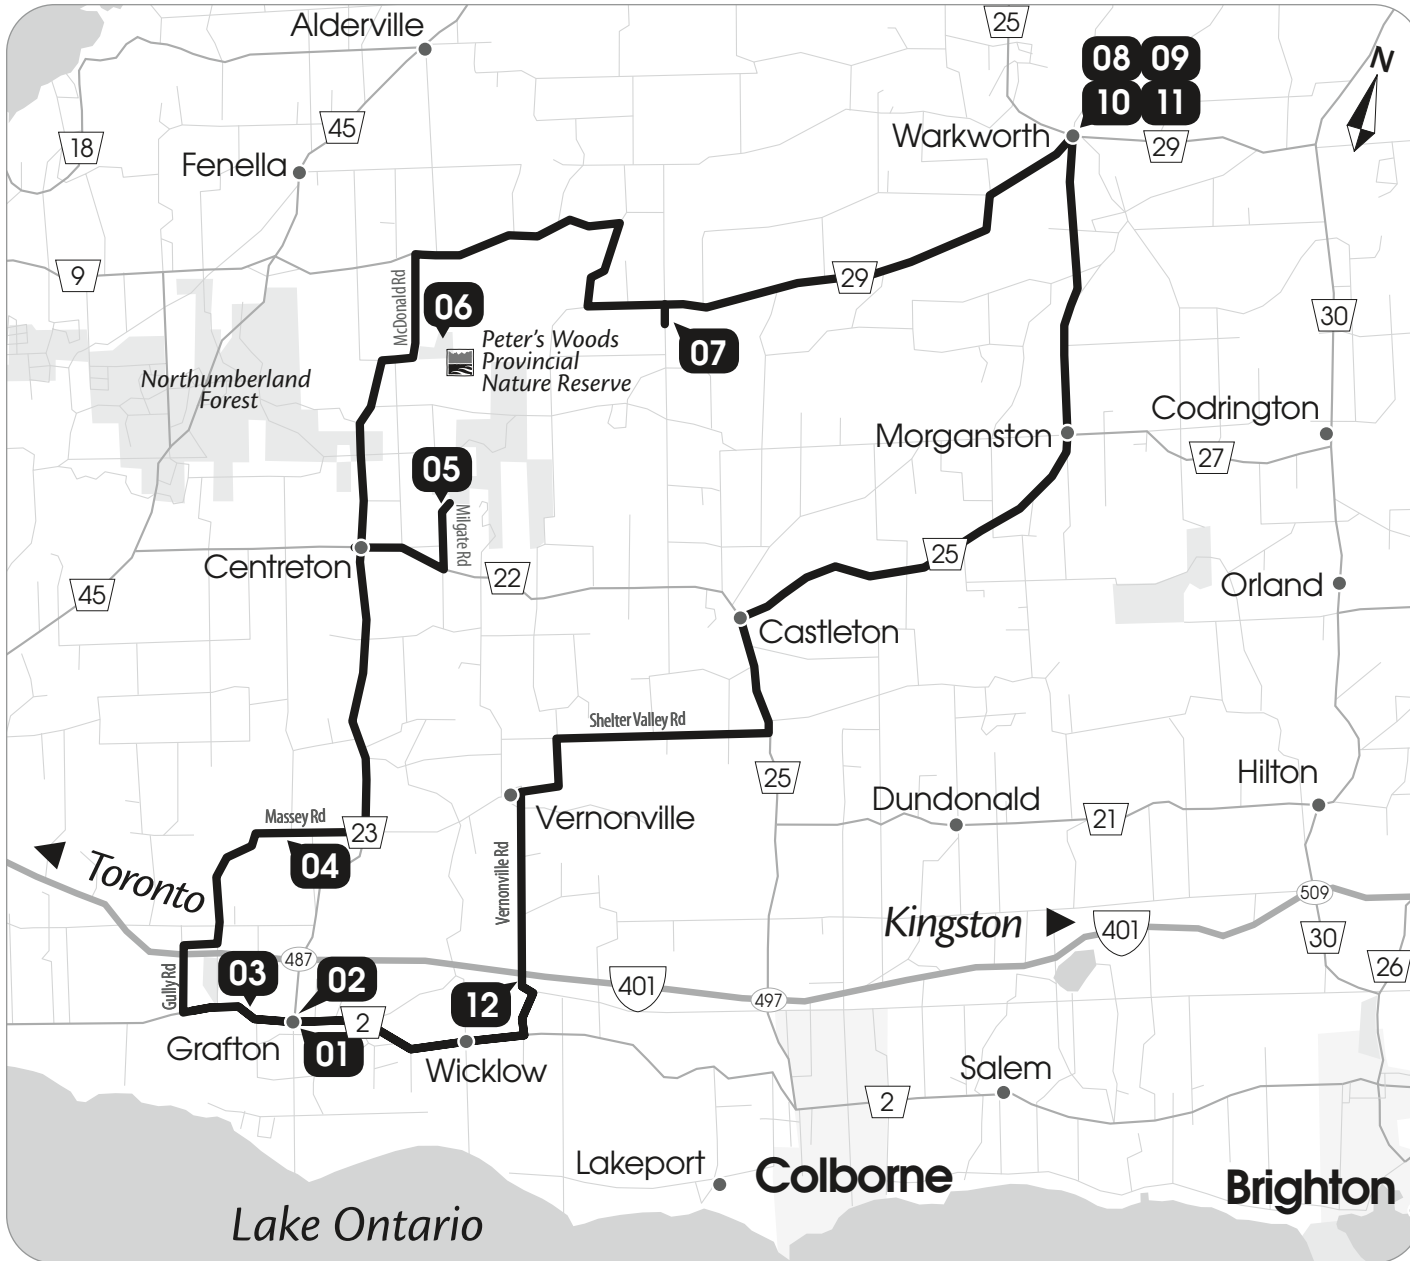 Alderville
25
08 09
10 11
N
45
18
Warkworth
29
Fenella
9
McDonald Rd
06
29
30
07
Peter's Woods
Provincial
Nature Reserve
Northumberland
Forest
Codrington
Morganston
27
05
Milgate Rd
25
Centreton
22
45
Orland
Castleton
Shelter Valley Rd
25
Hilton
Dundonald
21
Vernonville
Massey Rd
23
04
Vernonville Rd
Toronto
Kingston
401
509
30
26
487
03
02
Gully Rd
401
497
12
2
Grafton
01
Wicklow
Salem
2
Lakeport
Colborne
Brighton
Lake Ontario